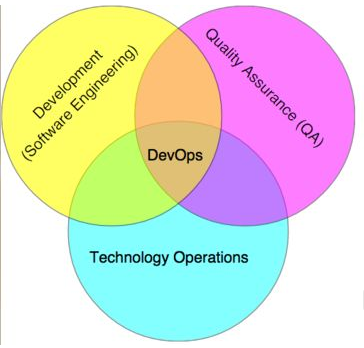 Development
(Software Engineering)
Quality Assurance (QA)
DevOps
Technology Operations